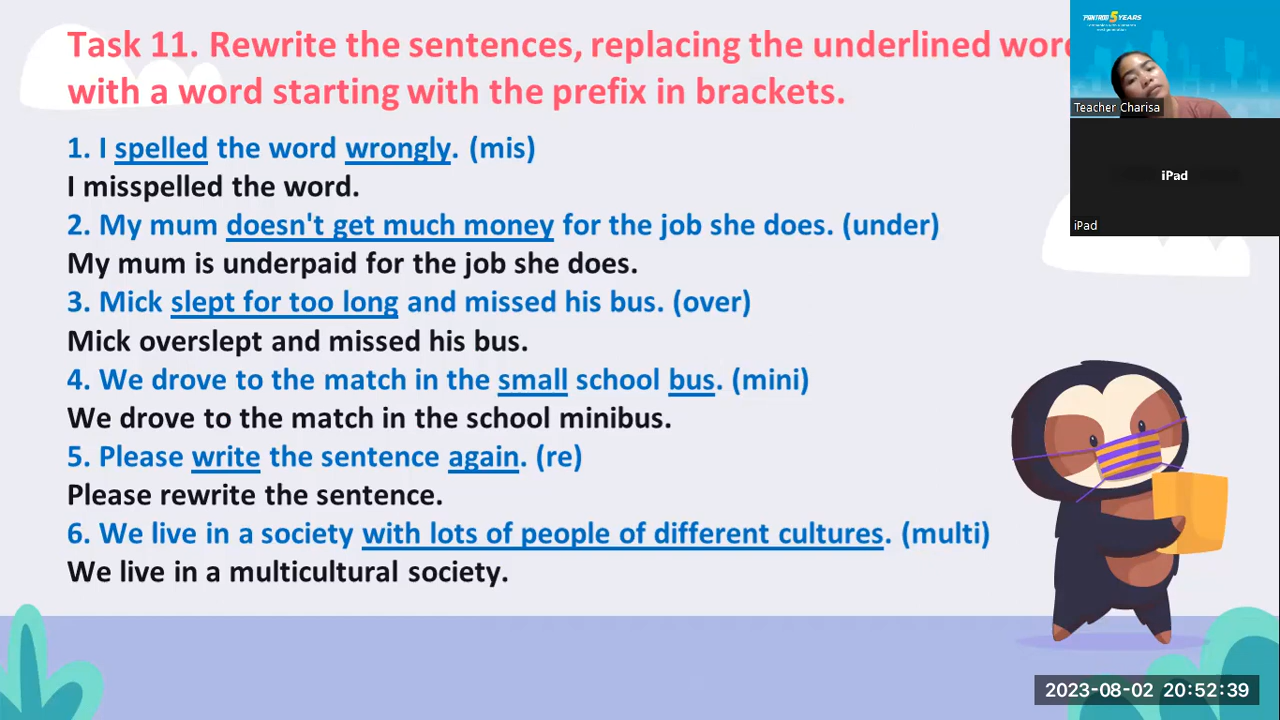 Task 11. Rewrite the sentences, replacing the underlined
with a word starting with the prefix in brackets.
1. I spelled the word wrongly. (mis)
I misspelled the word.
2. My mum doesn't get much money for the job she does. (under)
My mum is underpaid for the job she does.
3. Mick slept for too long and missed his bus. (over)
Mick overslept and missed his bus.
4. We drove to the match in the small school bus. (mini)
We drove to the match in the school minibus.
5. Please write the sentence again. (re)
Please rewrite the sentence.
6. We live in a society with lots of people of different cultures. (multi)
We live in a multicultural society.
5 YEARS
Teacher Charisa
iPad
iPad
2023-08-02 20:52:39